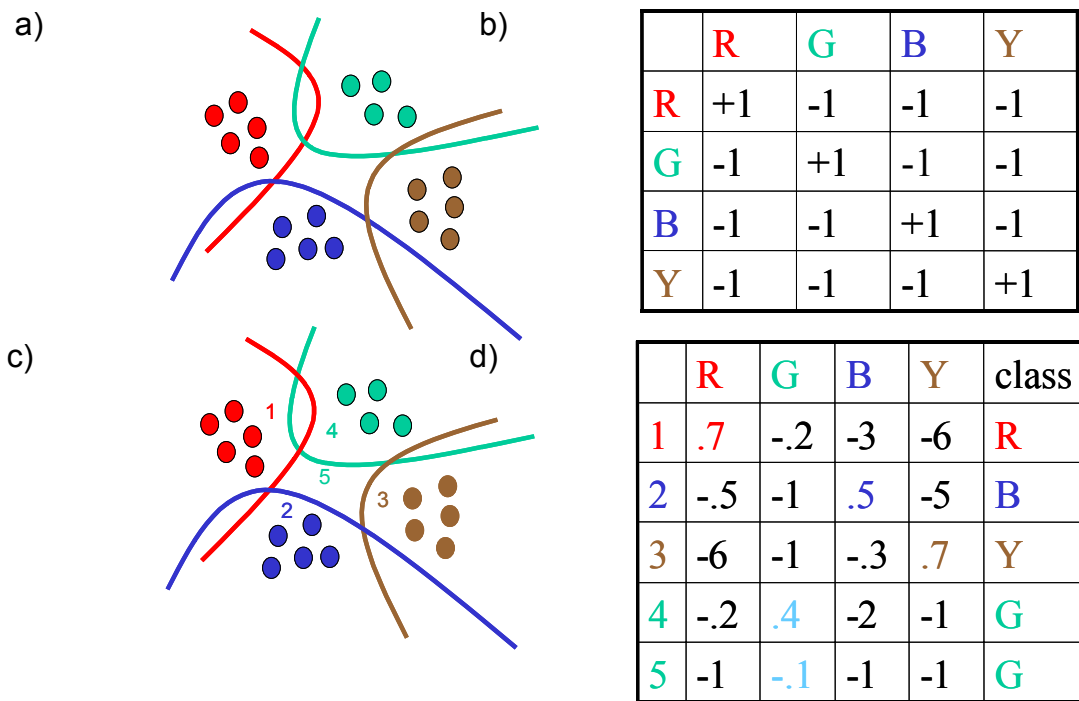 a)
b)
R G B Y
R +1 -1 -1 -1
G -1 +1 -1 -1
B -1 -1 +1 -1
Y -1 -1 -1 +1
c)
1
4
5
3
2
d)
R G B Y class
1 .7 -.2 -3 -6 R
2 -.5 -1 .5 -5 B
3 -6 -1 -.3 .7 Y
4 -.2 .4 -2 -1 G
5 -1 -.1 -1 -1 G